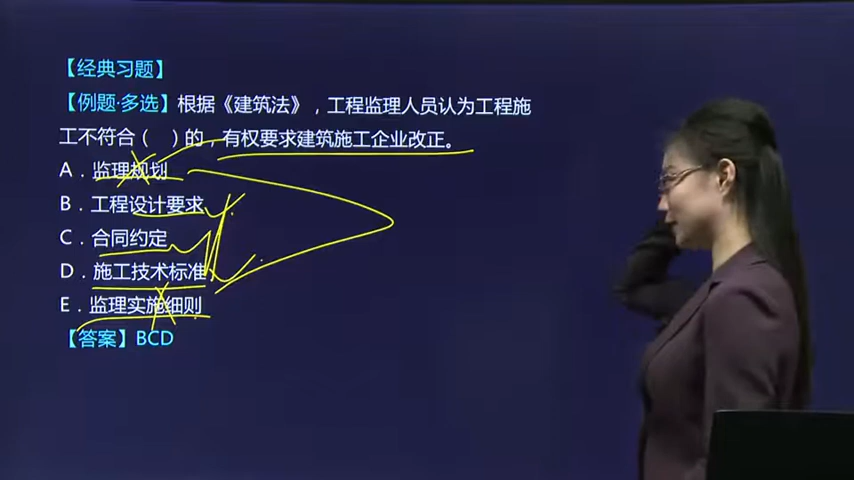 【经典习题】
【例题·多选】根据《建筑法》，工程监理人员认为工程施
工不符合（ ）的，有权要求建筑施工企业改正。
A．监理规划
B．工程设计要求
C．合同约定
D．施工技术标准
E．监理实施细则
【答案】BCD